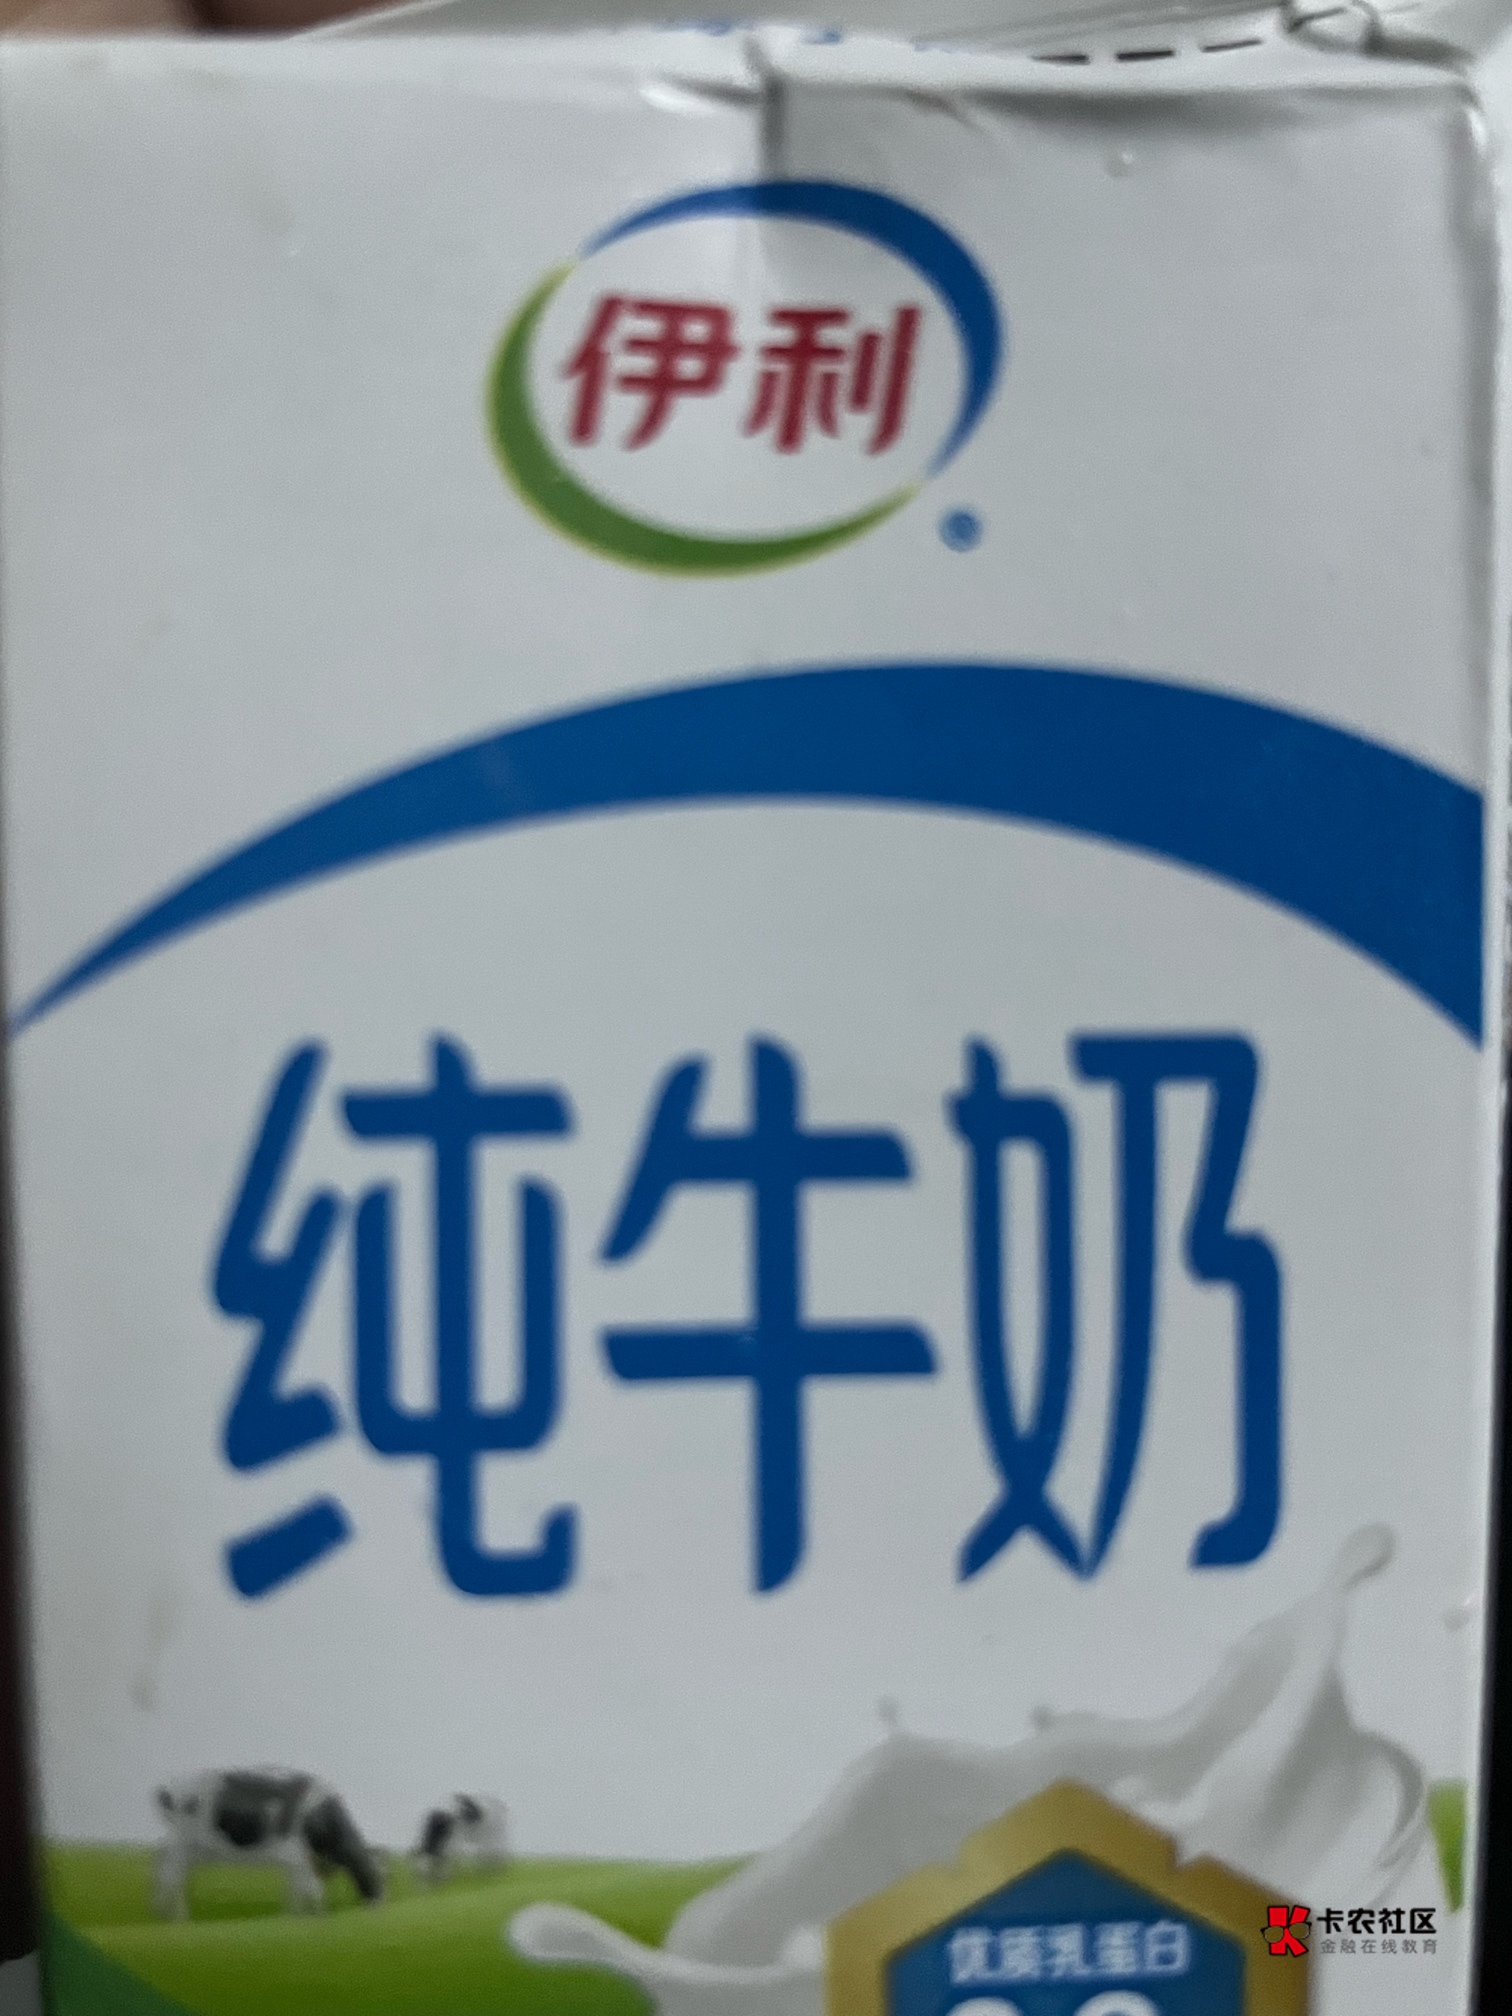 伊利
®
纯牛奶
优质乳蛋白
卡农社区
金融在线教育